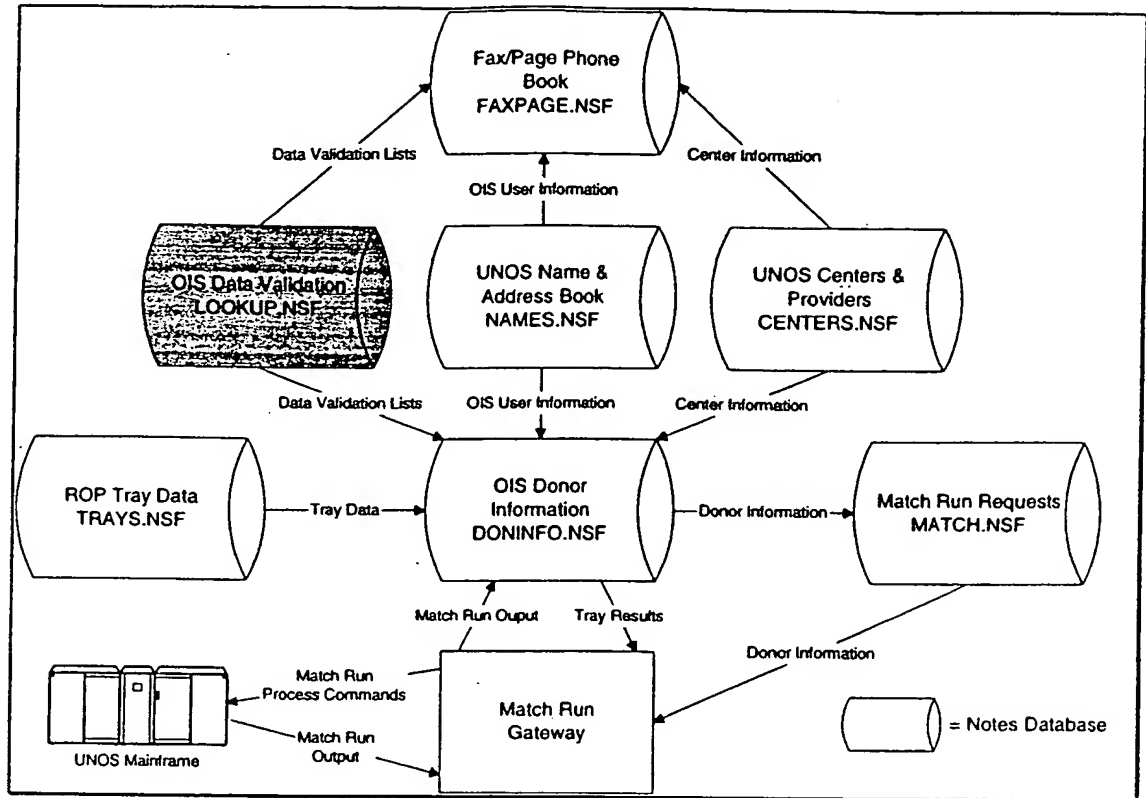 Fax/Page Phone
Book
FAXPAGE.NSF
Data Validation Lists
Center Information
OIS User Information
OIS Data Validation
LOOKUP.NSF
UNOS Name &
Address Book
NAMES.NSF
UNOS Centers &
Providers
CENTERS.NSF
Data Validation Lists
OIS User Information
Center Information
ROP Tray Data
TRAYS.NSF
Tray Data
OIS Donor
Information
DONINFO.NSF
Donor Information
Match Run Requests
MATCH.NSF
Match Run Ouput
Tray Results
Donor Information
Match Run
Process Commands
Match Run
Gateway
= Notes Database
Match Run
Output
UNOS Mainframe